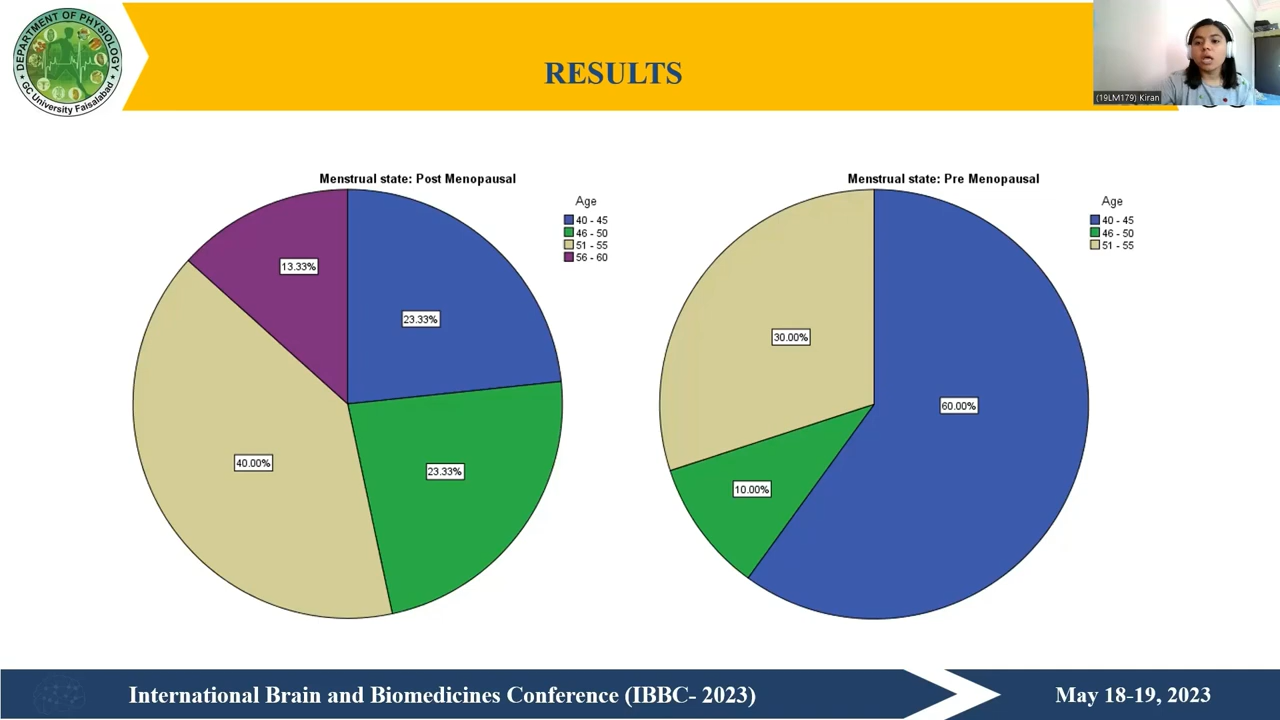 DEPARTMENT OF PHYSIOLOGY
GC University Faisalabad
RESULTS
(19LM179) Kiran
Menstrual state: Post Menopausal
Age
40 - 45
46 - 50
51 - 55
56 - 60
13.33%
23.33%
40.00%
23.33%
Menstrual state: Pre Menopausal
Age
40 - 45
46 - 50
51 - 55
30.00%
60.00%
10.00%
International Brain and Biomedicines Conference (IBBC- 2023)
May 18-19, 2023